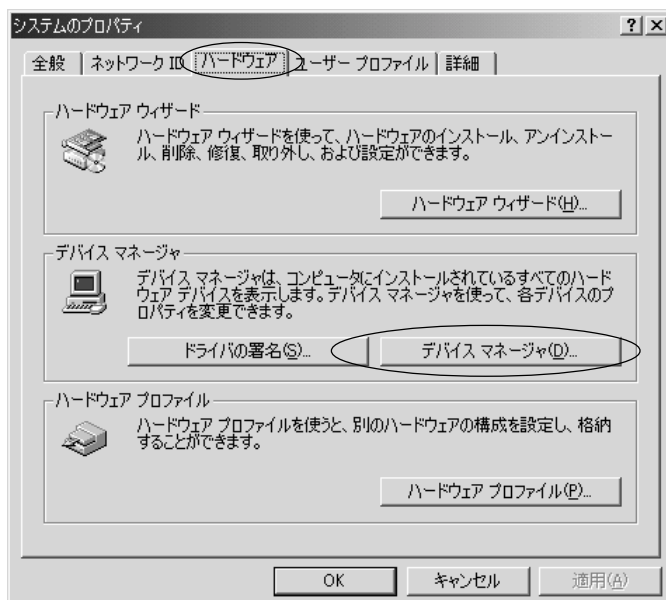 システムのプロパティ
全般
ネットワーク ID
ハードウェア
ユーザー プロファイル
詳細
ハードウェア ウィザード
ハードウェア ウィザードを使って、ハードウェアのインストール、アンインストー
ル、削除、修復、取り外し、および設定ができます。
ハードウェア ウィザード(H)...
デバイス マネージャ
デバイス マネージャは、コンピュータにインストールされているすべてのハード
ウェア デバイスを表示します。デバイス マネージャを使って、各デバイスのプ
ロパティを変更できます。
ドライバの署名(S)...
デバイス マネージャ(D)...
ハードウェア プロファイル
ハードウェア プロファイルを使うと、別のハードウェアの構成を設定し、格納
することができます。
ハードウェア プロファイル(P)...
OK
キャンセル
適用(A)